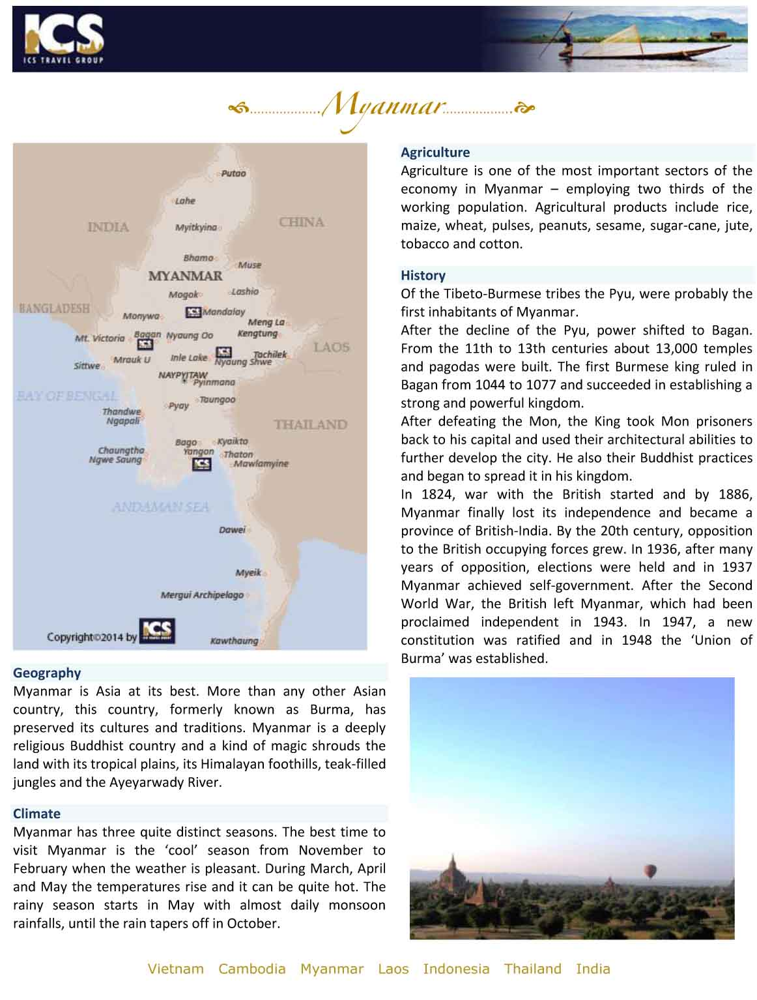 ICS
ICS TRAVEL GROUP
Myanmar
Putao
Lahe
INDIA
CHINA
Myitkyina
Bhamo
Muse
MYANMAR
Mogok
Lashio
BANGLADESH
ICS
Mandalay
Monywa
Meng La
Mt. Victoria
Bagan
Nyaung Oo
Kengtung
ICS
LAOS
ICS
Mrauk U
Inle Lake
Nyaung Shwe
Tachilek
Sittwe
NAYPYITAW
Pyinmana
BAY OF BENGAL
Taungoo
Pyay
Thandwe
Ngapali
THAILAND
Bago
Kyaikto
Chaungtha
Yangon
Thaton
Ngwe Saung
ICS
Mawlamyine
ANDAMAN SEA
Dawei
Myeik
Mergui Archipelago
Copyright©2014 by ICS
Kawthaung
Geography
Myanmar is Asia at its best. More than any other Asian
country, this country, formerly known as Burma, has
preserved its cultures and traditions. Myanmar is a deeply
religious Buddhist country and a kind of magic shrouds the
land with its tropical plains, its Himalayan foothills, teak-filled
jungles and the Ayeyarwady River.
Climate
Myanmar has three quite distinct seasons. The best time to
visit Myanmar is the ‘cool’ season from November to
February when the weather is pleasant. During March, April
and May the temperatures rise and it can be quite hot. The
rainy season starts in May with almost daily monsoon
rainfalls, until the rain tapers off in October.
Agriculture
Agriculture is one of the most important sectors of the
economy in Myanmar – employing two thirds of the
working population. Agricultural products include rice,
maize, wheat, pulses, peanuts, sesame, sugar-cane, jute,
tobacco and cotton.
History
Of the Tibeto-Burmese tribes the Pyu, were probably the
first inhabitants of Myanmar.
After the decline of the Pyu, power shifted to Bagan.
From the 11th to 13th centuries about 13,000 temples
and pagodas were built. The first Burmese king ruled in
Bagan from 1044 to 1077 and succeeded in establishing a
strong and powerful kingdom.
After defeating the Mon, the King took Mon prisoners
back to his capital and used their architectural abilities to
further develop the city. He also their Buddhist practices
and began to spread it in his kingdom.
In 1824, war with the British started and by 1886,
Myanmar finally lost its independence and became a
province of British-India. By the 20th century, opposition
to the British occupying forces grew. In 1936, after many
years of opposition, elections were held and in 1937
Myanmar achieved self-government. After the Second
World War, the British left Myanmar, which had been
proclaimed independent in 1943. In 1947, a new
constitution was ratified and in 1948 the ‘Union of
Burma’ was established.
Vietnam Cambodia Myanmar Laos Indonesia Thailand India